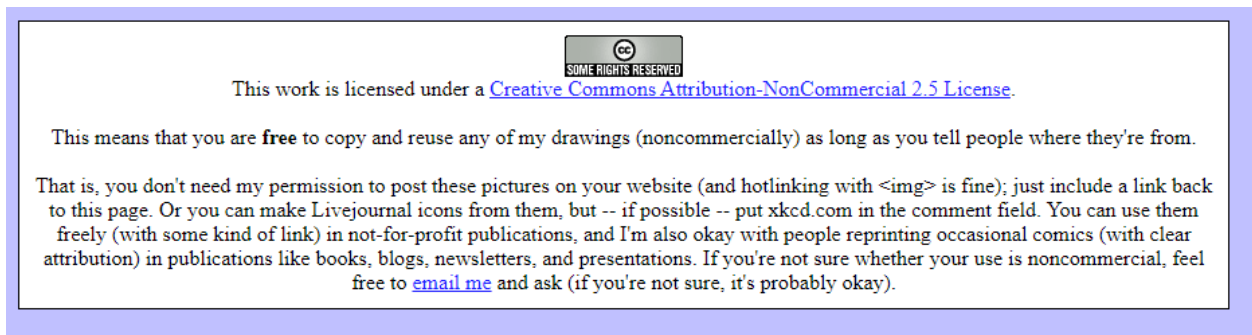 cc
SOME RIGHTS RESERVED
This work is licensed under a Creative Commons Attribution-NonCommercial 2.5 License.
This means that you are free to copy and reuse any of my drawings (noncommercially) as long as you tell people where they're from.
That is, you don't need my permission to post these pictures on your website (and hotlinking with <img> is fine); just include a link back
to this page. Or you can make Livejournal icons from them, but -- if possible -- put xkcd.com in the comment field. You can use them
freely (with some kind of link) in not-for-profit publications, and I'm also okay with people reprinting occasional comics (with clear
attribution) in publications like books, blogs, newsletters, and presentations. If you're not sure whether your use is noncommercial, feel
free to email me and ask (if you're not sure, it's probably okay).